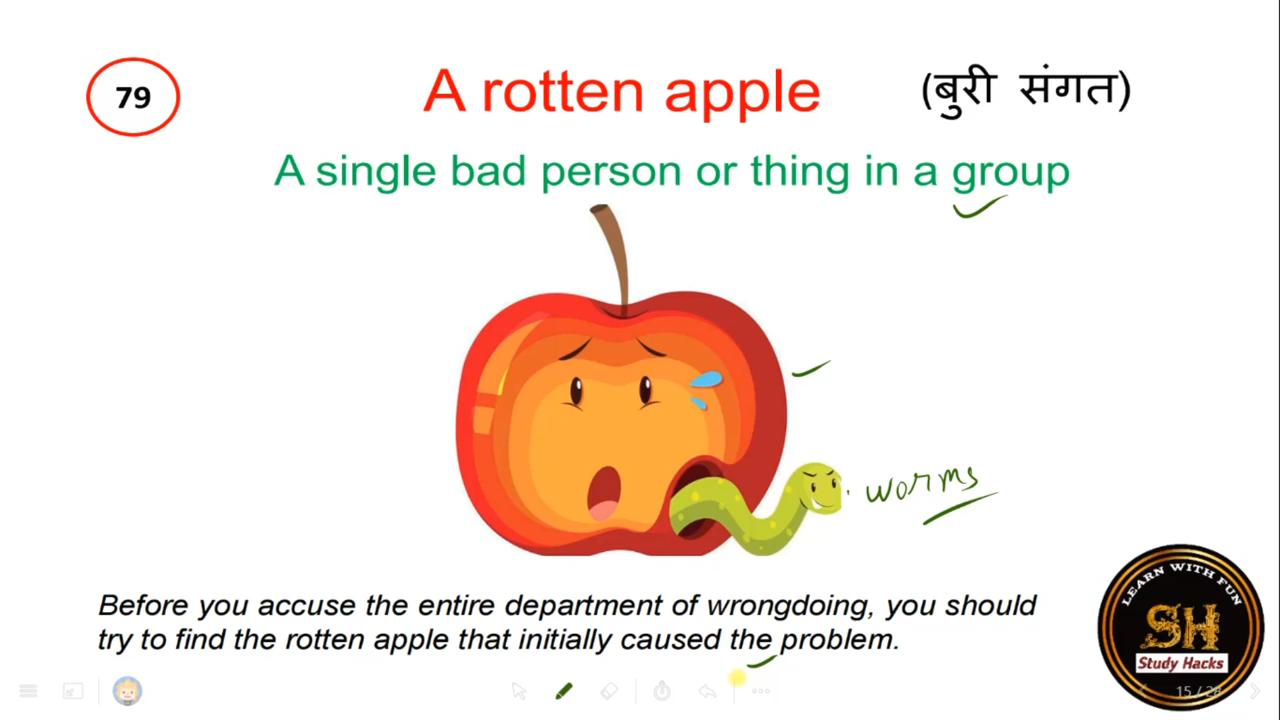 79
A rotten apple (बुरी संगत)
A single bad person or thing in a group
worms
Before you accuse the entire department of wrongdoing, you should
try to find the rotten apple that initially caused the problem.
LEARN WITH FUN
SH
Study Hacks